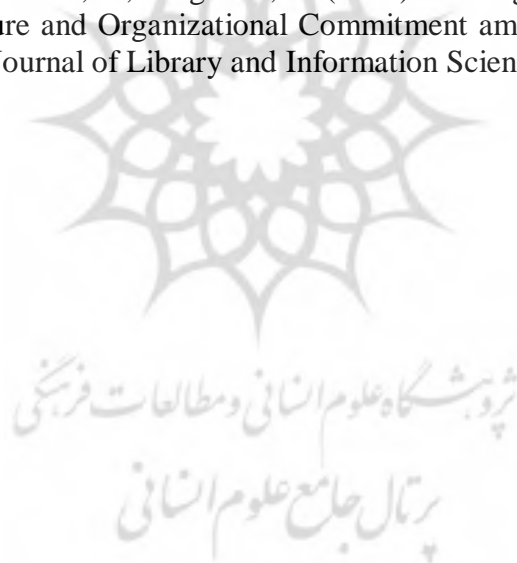 ure and Organizational Commitment am
Journal of Library and Information Scien
پژوهشگاه علوم انسانی و مطالعات فرهنگی
پرتال جامع علوم انسانی